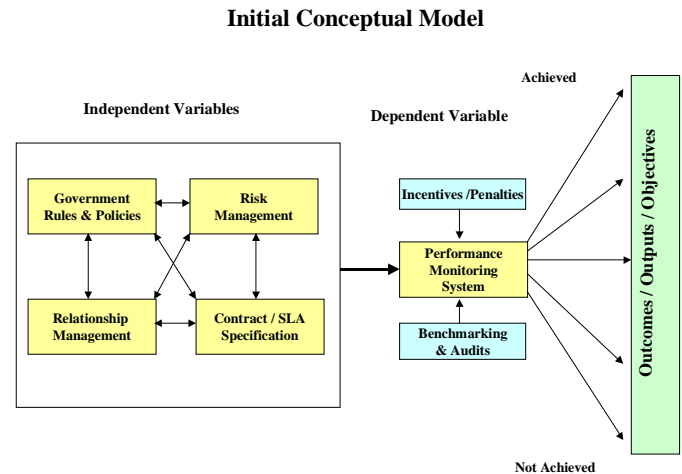 Initial Conceptual Model
Achieved
Independent Variables
Dependent Variable
Government
Rules & Policies
Risk
Management
Relationship
Management
Contract / SLA
Specification
Incentives /Penalties
Performance
Monitoring
System
Benchmarking
& Audits
Outcomes / Outputs / Objectives
Not Achieved